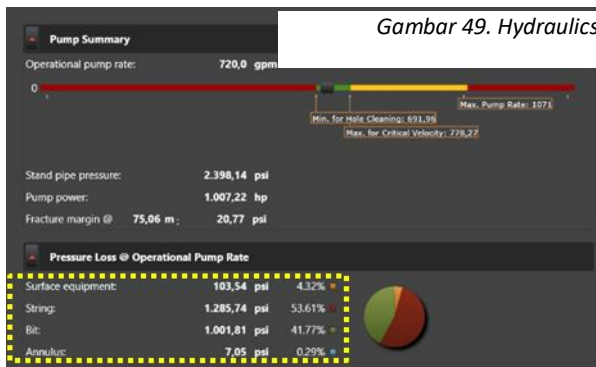 Gambar 49. Hydraulics
Pump Summary
Operational pump rate: 720,0 gpm
0
Max. Pump Rate: 1071
Min. for Hole Cleaning: 691,96
Max. for Critical Velocity: 778,27
Stand pipe pressure: 2.398,14 psi
Pump power: 1.007,22 hp
Fracture margin @ 75,06 m : 20,77 psi
Pressure Loss @ Operational Pump Rate
Surface equipment: 103,54 psi 4.32%
String: 1.285,74 psi 53.61%
Bit: 1.001,81 psi 41.77%
Annulus: 7,05 psi 0.29%